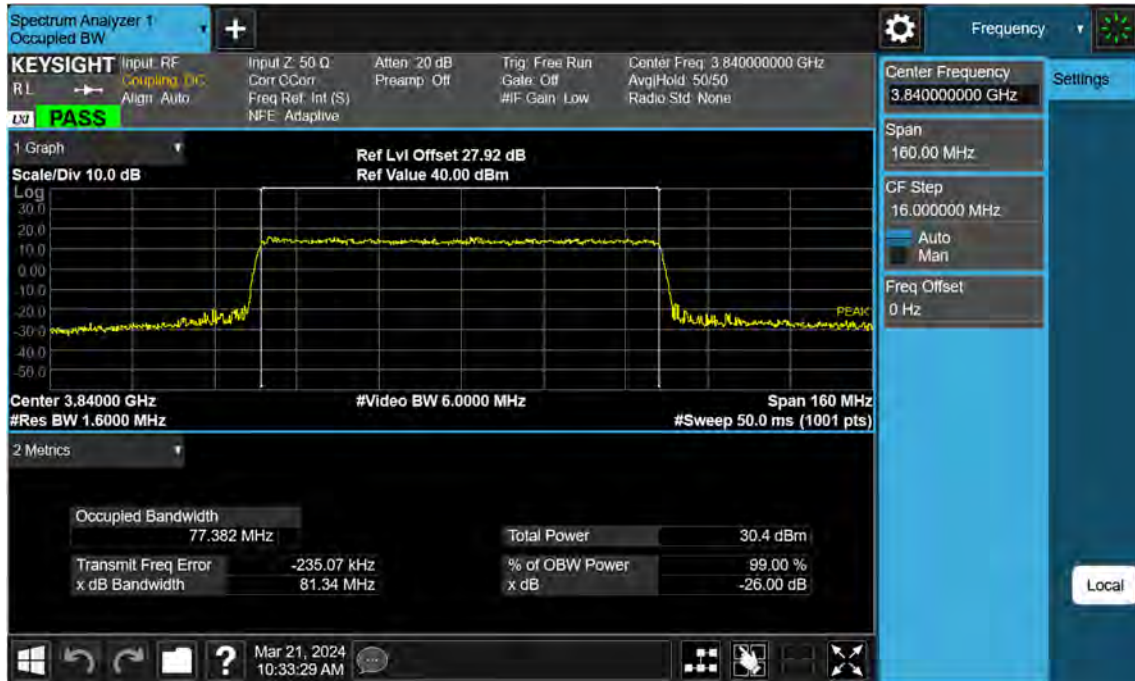 Spectrum Analyzer 1
Occupied BW
Frequency
KEYSIGHT
RL
LXI
PASS
Input: RF
Coupling: DC
Align: Auto
Input Z: 50 Ω
Corr CCorr
Freq Ref: Int (S)
NFE: Adaptive
Atten: 20 dB
Preamp: Off
Trig: Free Run
Gate: Off
#IF Gain: Low
Center Freq: 3.840000000 GHz
Avg|Hold: 50/50
Radio Std: None
Center Frequency
3.840000000 GHz
Settings
Span
160.00 MHz
CF Step
16.000000 MHz
Auto
Man
Freq Offset
0 Hz
Local
1 Graph
Scale/Div 10.0 dB
Ref Lvl Offset 27.92 dB
Ref Value 40.00 dBm
Log
30.0
20.0
10.0
0.00
-10.0
-20.0
-30.0
-40.0
-50.0
PEAK
Center 3.84000 GHz
#Res BW 1.6000 MHz
#Video BW 6.0000 MHz
Span 160 MHz
#Sweep 50.0 ms (1001 pts)
2 Metrics
Occupied Bandwidth
77.382 MHz
Total Power 30.4 dBm
Transmit Freq Error -235.07 kHz
% of OBW Power 99.00 %
x dB Bandwidth 81.34 MHz
x dB -26.00 dB
?
Mar 21, 2024
10:33:29 AM